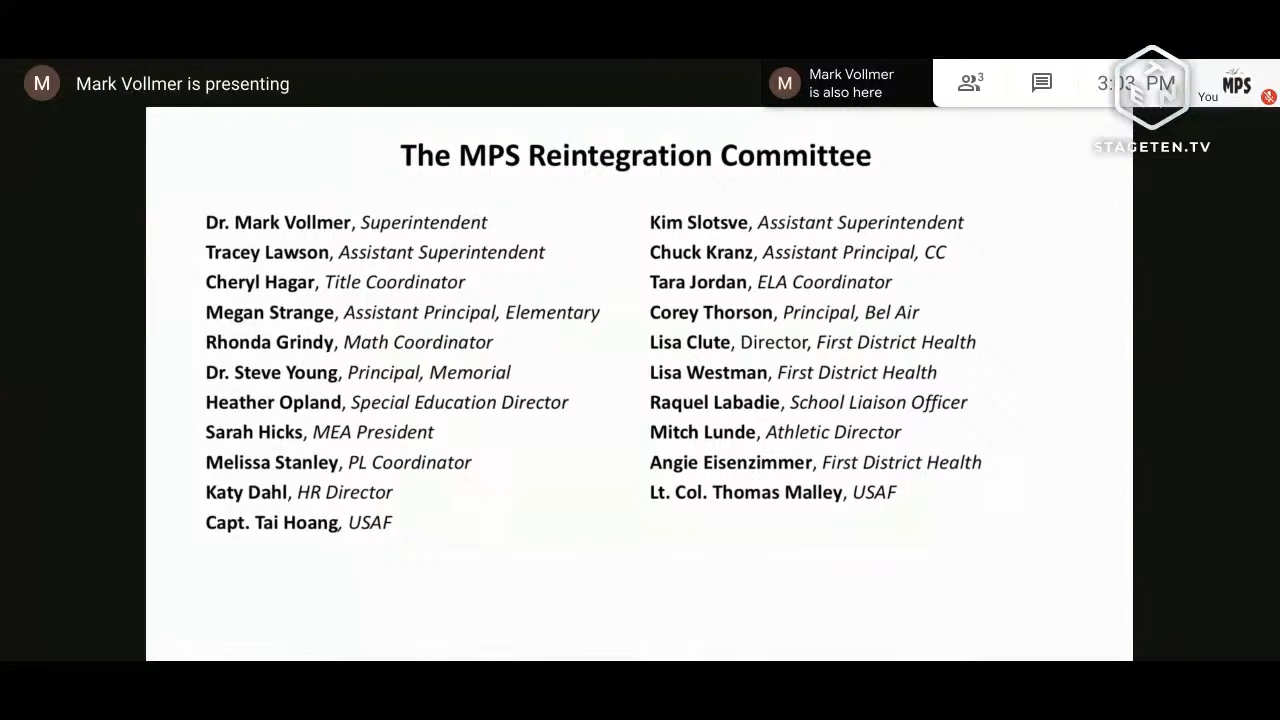 M Mark Vollmer is presenting
M Mark Vollmer
is also here
3
3:03 PM
You
MPS
STAGETEN.TV
The MPS Reintegration Committee
Dr. Mark Vollmer, Superintendent
Tracey Lawson, Assistant Superintendent
Cheryl Hagar, Title Coordinator
Megan Strange, Assistant Principal, Elementary
Rhonda Grindy, Math Coordinator
Dr. Steve Young, Principal, Memorial
Heather Opland, Special Education Director
Sarah Hicks, MEA President
Melissa Stanley, PL Coordinator
Katy Dahl, HR Director
Capt. Tai Hoang, USAF
Kim Slotsve, Assistant Superintendent
Chuck Kranz, Assistant Principal, CC
Tara Jordan, ELA Coordinator
Corey Thorson, Principal, Bel Air
Lisa Clute, Director, First District Health
Lisa Westman, First District Health
Raquel Labadie, School Liaison Officer
Mitch Lunde, Athletic Director
Angie Eisenzimmer, First District Health
Lt. Col. Thomas Malley, USAF